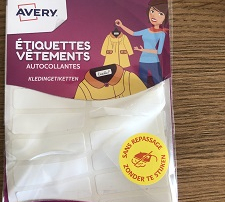 AVERY
ÉTIQUETTES
VÊTEMENTS
AUTOCOLLANTES
KLEDINGETIKETTEN
SANS REPASSAGE
ZONDER TE STRIJKEN